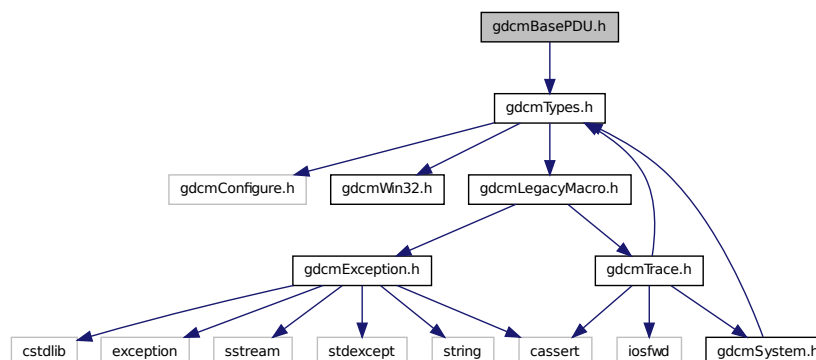 gdcmBasePDU.h
gdcmTypes.h
gdcmConfigure.h
gdcmWin32.h
gdcmLegacyMacro.h
gdcmException.h
gdcmTrace.h
cstdlib
exception
sstream
stdexcept
string
cassert
iosfwd
gdcmSystem.h